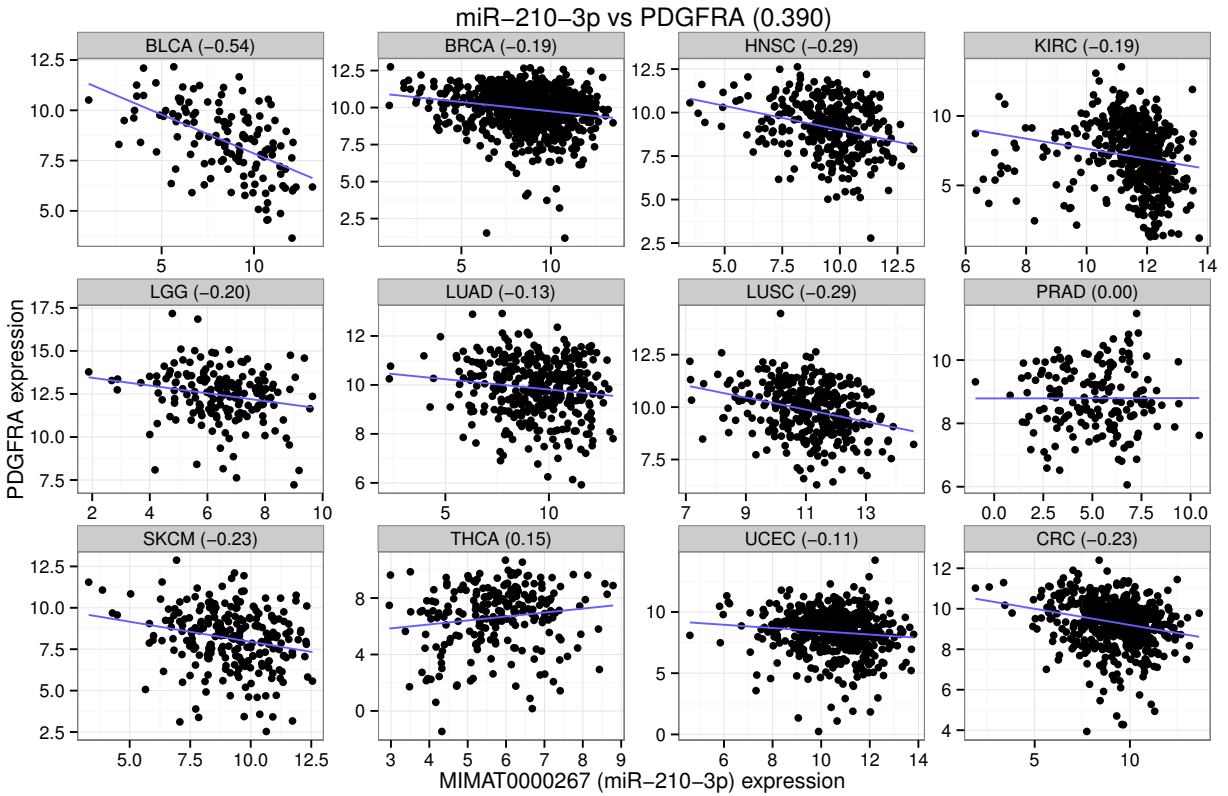 miR−210−3p vs PDGFRA (0.390)
BLCA (−0.54) BRCA (−0.19) HNSC (−0.29) KIRC (−0.19)
12.5 10.0 7.5 5.0
12.5 10.0 7.5 5.0 2.5
12.5 10.0 7.5 5.0 2.5
10 5
5 10
5 10
5.0 7.5 10.0 12.5
6 8 10 12 14
PDGFRA expression
LGG (−0.20) LUAD (−0.13) LUSC (−0.29) PRAD (0.00)
17.5 15.0 12.5 10.0 7.5
12 10 8 6
12.5 10.0 7.5
10 8 6
2 4 6 8 10
5 10
7 9 11 13
0.0 2.5 5.0 7.5 10.0
SKCM (−0.23) THCA (0.15) UCEC (−0.11) CRC (−0.23)
12.5 10.0 7.5 5.0 2.5
8 4 0
10 5 0
12 10 8 6 4
5.0 7.5 10.0 12.5
3 4 5 6 7 8 9
6 8 10 12 14
5 10
MIMAT0000267 (miR−210−3p) expression